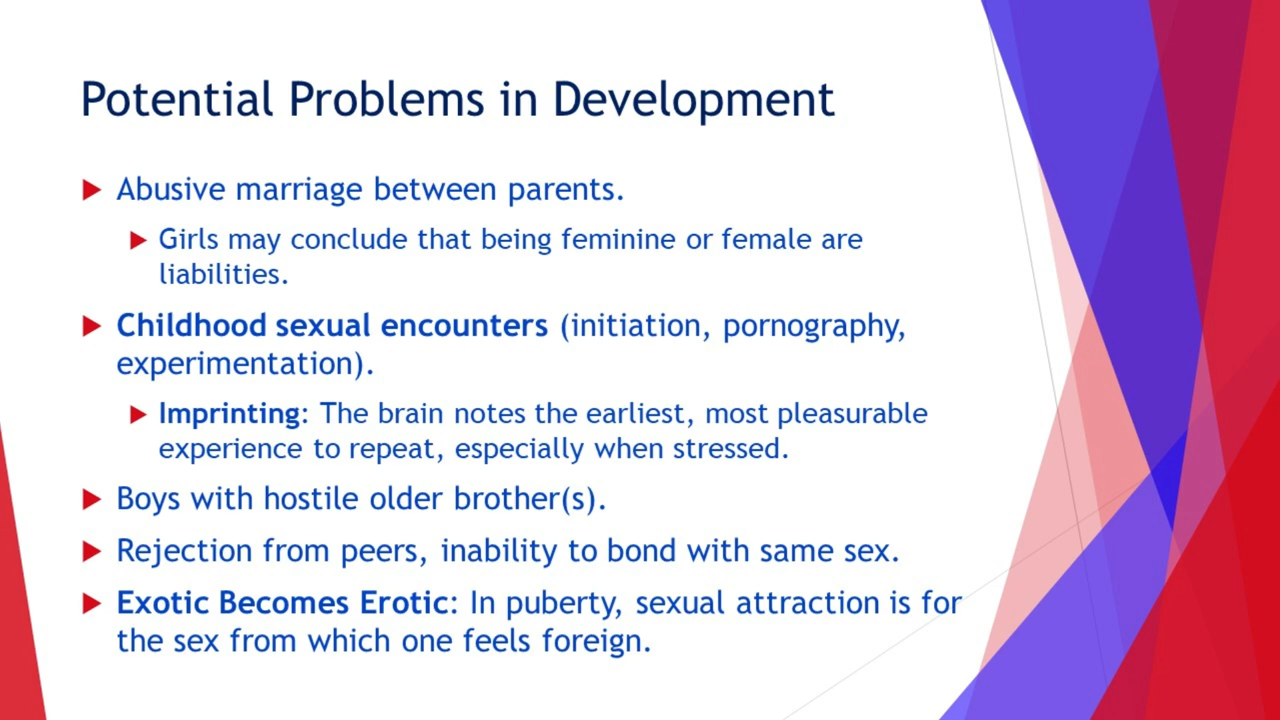 Potential Problems in Development
Abusive marriage between parents.
Girls may conclude that being feminine or female are
liabilities.
Childhood sexual encounters (initiation, pornography,
experimentation).
Imprinting: The brain notes the earliest, most pleasurable
experience to repeat, especially when stressed.
Boys with hostile older brother(s).
Rejection from peers, inability to bond with same sex.
Exotic Becomes Erotic: In puberty, sexual attraction is for
the sex from which one feels foreign.